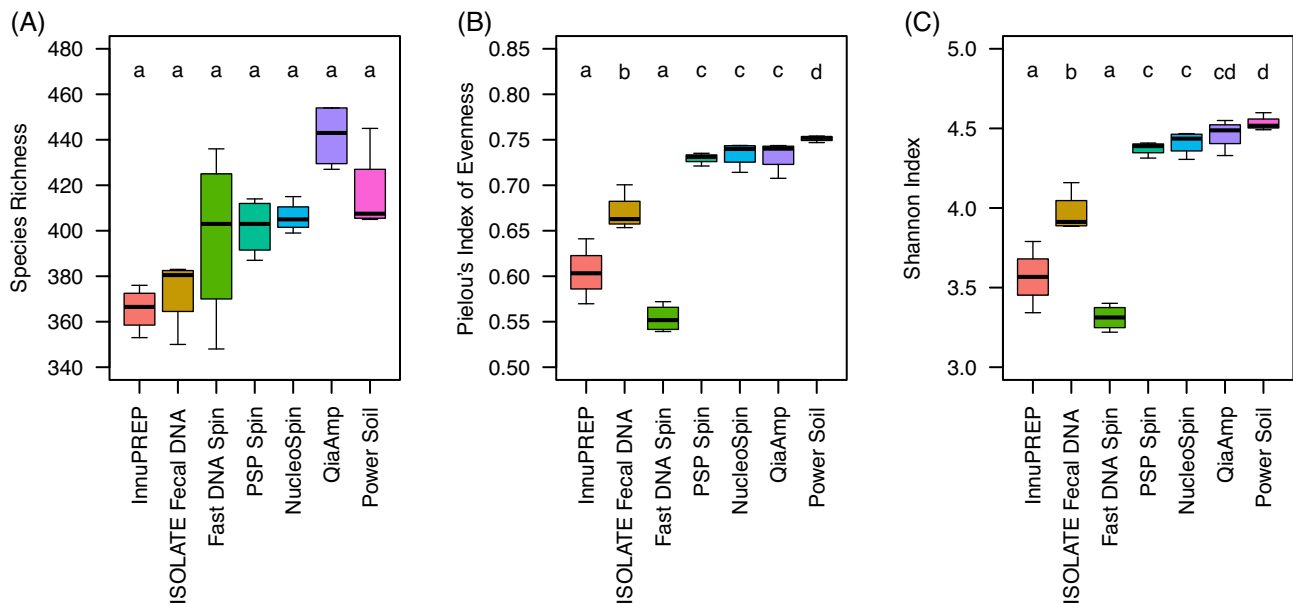 (A)
Species Richness
480
460
440
420
400
380
360
340
a a a a a a a
InnuPREP
ISOLATE Fecal DNA
Fast DNA Spin
PSP Spin
NucleoSpin
QiaAmp
Power Soil
(B)
Pielou's Index of Evenness
0.85
0.80
0.75
0.70
0.65
0.60
0.55
0.50
a b a c c c d
InnuPREP
ISOLATE Fecal DNA
Fast DNA Spin
PSP Spin
NucleoSpin
QiaAmp
Power Soil
(C)
Shannon Index
5.0
4.5
4.0
3.5
3.0
a b a c c cd d
InnuPREP
ISOLATE Fecal DNA
Fast DNA Spin
PSP Spin
NucleoSpin
QiaAmp
Power Soil